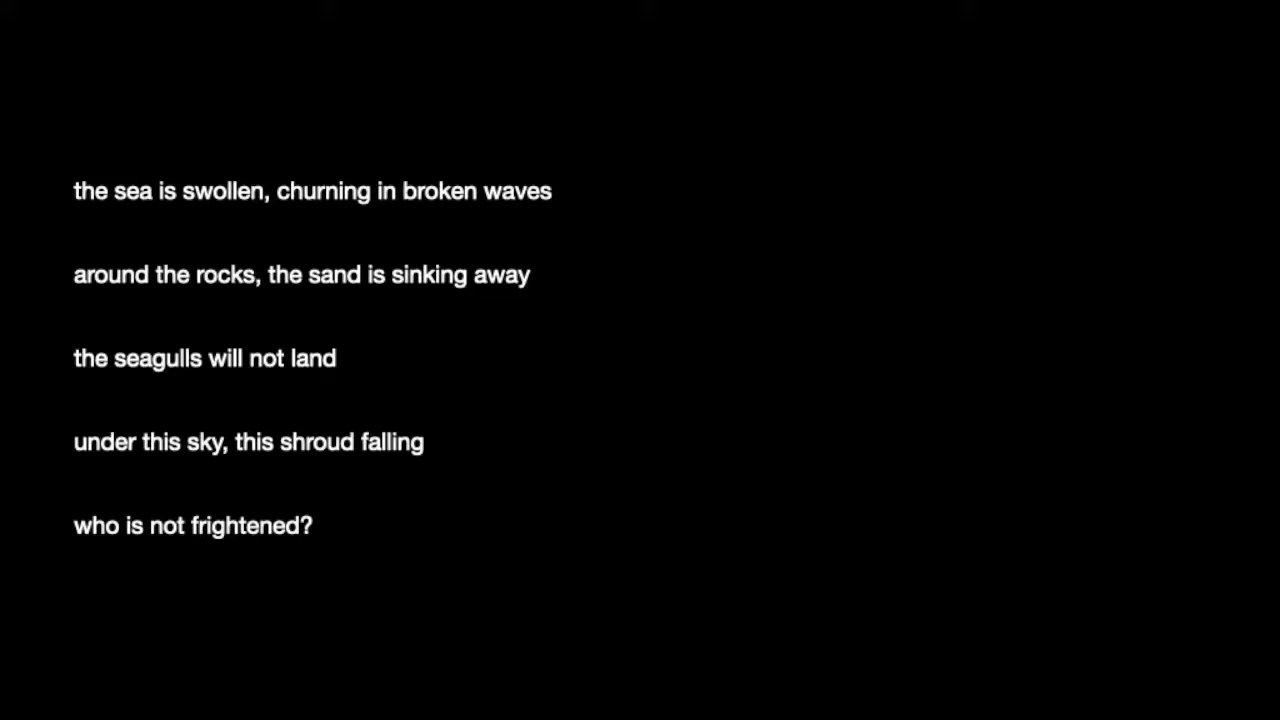 the sea is swollen, churning in broken waves
around the rocks, the sand is sinking away
the seagulls will not land
under this sky, this shroud falling
who is not frightened?